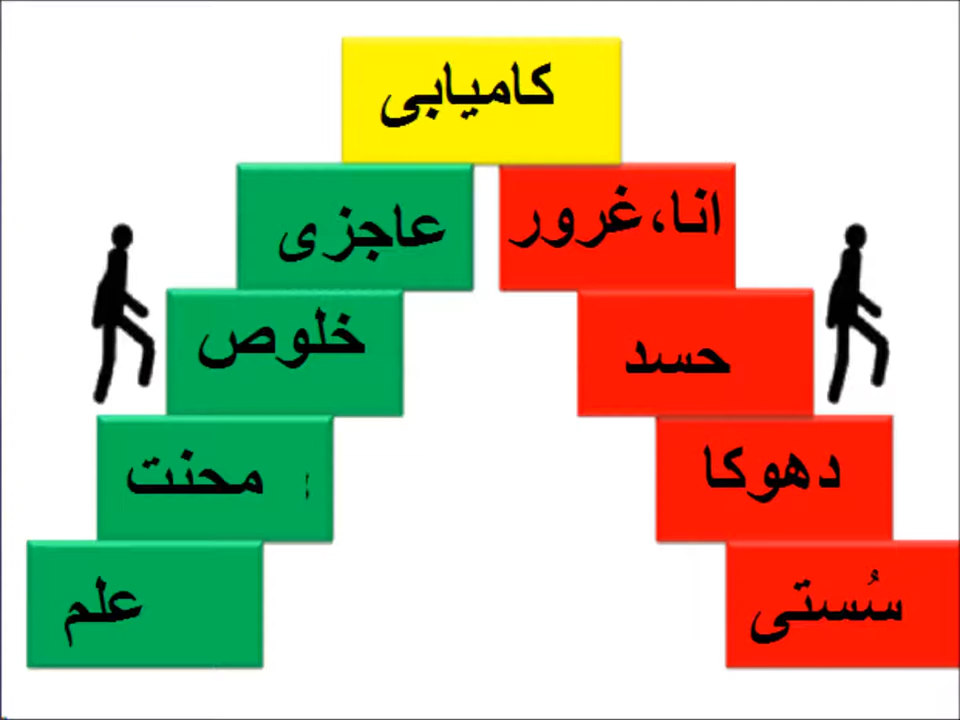 کامیابی
انا،غرور
عاجزی
حسد
خلوص
دھوکا
محنت
سُستی
علم